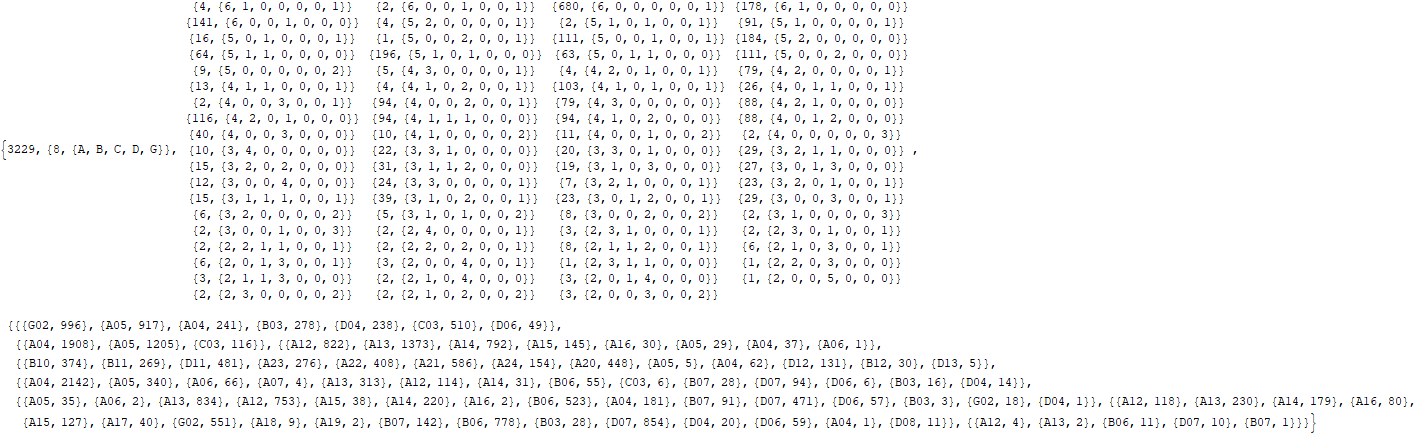 {4, {6, 1, 0, 0, 0, 0, 1}} {2, {6, 0, 0, 1, 0, 0, 1}} {680, {6, 0, 0, 0, 0, 0, 1}} {178, {6, 1, 0, 0, 0, 0, 0}}
{141, {6, 0, 0, 1, 0, 0, 0}} {4, {5, 2, 0, 0, 0, 0, 1}} {2, {5, 1, 0, 1, 0, 0, 1}} {91, {5, 1, 0, 0, 0, 0, 1}}
{16, {5, 0, 1, 0, 0, 0, 1}} {1, {5, 0, 0, 2, 0, 0, 1}} {111, {5, 0, 0, 1, 0, 0, 1}} {184, {5, 2, 0, 0, 0, 0, 0}}
{64, {5, 1, 1, 0, 0, 0, 0}} {196, {5, 1, 0, 1, 0, 0, 0}} {63, {5, 0, 1, 1, 0, 0, 0}} {111, {5, 0, 0, 2, 0, 0, 0}}
{9, {5, 0, 0, 0, 0, 0, 2}} {5, {4, 3, 0, 0, 0, 0, 1}} {4, {4, 2, 0, 1, 0, 0, 1}} {79, {4, 2, 0, 0, 0, 0, 1}}
{13, {4, 1, 1, 0, 0, 0, 1}} {4, {4, 1, 0, 2, 0, 0, 1}} {103, {4, 1, 0, 1, 0, 0, 1}} {26, {4, 0, 1, 1, 0, 0, 1}}
{2, {4, 0, 0, 3, 0, 0, 1}} {94, {4, 0, 0, 2, 0, 0, 1}} {79, {4, 3, 0, 0, 0, 0, 0}} {88, {4, 2, 1, 0, 0, 0, 0}}
{116, {4, 2, 0, 1, 0, 0, 0}} {94, {4, 1, 1, 1, 0, 0, 0}} {94, {4, 1, 0, 2, 0, 0, 0}} {88, {4, 0, 1, 2, 0, 0, 0}}
{40, {4, 0, 0, 3, 0, 0, 0}} {10, {4, 1, 0, 0, 0, 0, 2}} {11, {4, 0, 0, 1, 0, 0, 2}} {2, {4, 0, 0, 0, 0, 0, 3}}
{3229, {8, {A, B, C, D, G}}, {10, {3, 4, 0, 0, 0, 0, 0}} {22, {3, 3, 1, 0, 0, 0, 0}} {20, {3, 3, 0, 1, 0, 0, 0}} {29, {3, 2, 1, 1, 0, 0, 0}} ,
{15, {3, 2, 0, 2, 0, 0, 0}} {31, {3, 1, 1, 2, 0, 0, 0}} {19, {3, 1, 0, 3, 0, 0, 0}} {27, {3, 0, 1, 3, 0, 0, 0}}
{12, {3, 0, 0, 4, 0, 0, 0}} {24, {3, 3, 0, 0, 0, 0, 1}} {7, {3, 2, 1, 0, 0, 0, 1}} {23, {3, 2, 0, 1, 0, 0, 1}}
{15, {3, 1, 1, 1, 0, 0, 1}} {39, {3, 1, 0, 2, 0, 0, 1}} {23, {3, 0, 1, 2, 0, 0, 1}} {29, {3, 0, 0, 3, 0, 0, 1}}
{6, {3, 2, 0, 0, 0, 0, 2}} {5, {3, 1, 0, 1, 0, 0, 2}} {8, {3, 0, 0, 2, 0, 0, 2}} {2, {3, 1, 0, 0, 0, 0, 3}}
{2, {3, 0, 0, 1, 0, 0, 3}} {2, {2, 4, 0, 0, 0, 0, 1}} {3, {2, 3, 1, 0, 0, 0, 1}} {2, {2, 3, 0, 1, 0, 0, 1}}
{2, {2, 2, 1, 1, 0, 0, 1}} {2, {2, 2, 0, 2, 0, 0, 1}} {8, {2, 1, 1, 2, 0, 0, 1}} {6, {2, 1, 0, 3, 0, 0, 1}}
{6, {2, 0, 1, 3, 0, 0, 1}} {3, {2, 0, 0, 4, 0, 0, 1}} {1, {2, 3, 1, 1, 0, 0, 0}} {1, {2, 2, 0, 3, 0, 0, 0}}
{3, {2, 1, 1, 3, 0, 0, 0}} {2, {2, 1, 0, 4, 0, 0, 0}} {3, {2, 0, 1, 4, 0, 0, 0}} {1, {2, 0, 0, 5, 0, 0, 0}}
{2, {2, 3, 0, 0, 0, 0, 2}} {2, {2, 1, 0, 2, 0, 0, 2}} {3, {2, 0, 0, 3, 0, 0, 2}}
{{{G02, 996}, {A05, 917}, {A04, 241}, {B03, 278}, {D04, 238}, {C03, 510}, {D06, 49}},
{{A04, 1908}, {A05, 1205}, {C03, 116}}, {{A12, 822}, {A13, 1373}, {A14, 792}, {A15, 145}, {A16, 30}, {A05, 29}, {A04, 37}, {A06, 1}},
{{B10, 374}, {B11, 269}, {D11, 481}, {A23, 276}, {A22, 408}, {A21, 586}, {A24, 154}, {A20, 448}, {A05, 5}, {A04, 62}, {D12, 131}, {B12, 30}, {D13, 5}},
{{A04, 2142}, {A05, 340}, {A06, 66}, {A07, 4}, {A13, 313}, {A12, 114}, {A14, 31}, {B06, 55}, {C03, 6}, {B07, 28}, {D07, 94}, {D06, 6}, {B03, 16}, {D04, 14}},
{{A05, 35}, {A06, 2}, {A13, 834}, {A12, 753}, {A15, 38}, {A14, 220}, {A16, 2}, {B06, 523}, {A04, 181}, {B07, 91}, {D07, 471}, {D06, 57}, {B03, 3}, {G02, 18}, {D04, 1}}, {{A12, 118}, {A13, 230}, {A14, 179}, {A16, 80},
{A15, 127}, {A17, 40}, {G02, 551}, {A18, 9}, {A19, 2}, {B07, 142}, {B06, 778}, {B03, 28}, {D07, 854}, {D04, 20}, {D06, 59}, {A04, 1}, {D08, 11}}, {{A12, 4}, {A13, 2}, {B06, 11}, {D07, 10}, {B07, 1}}}}